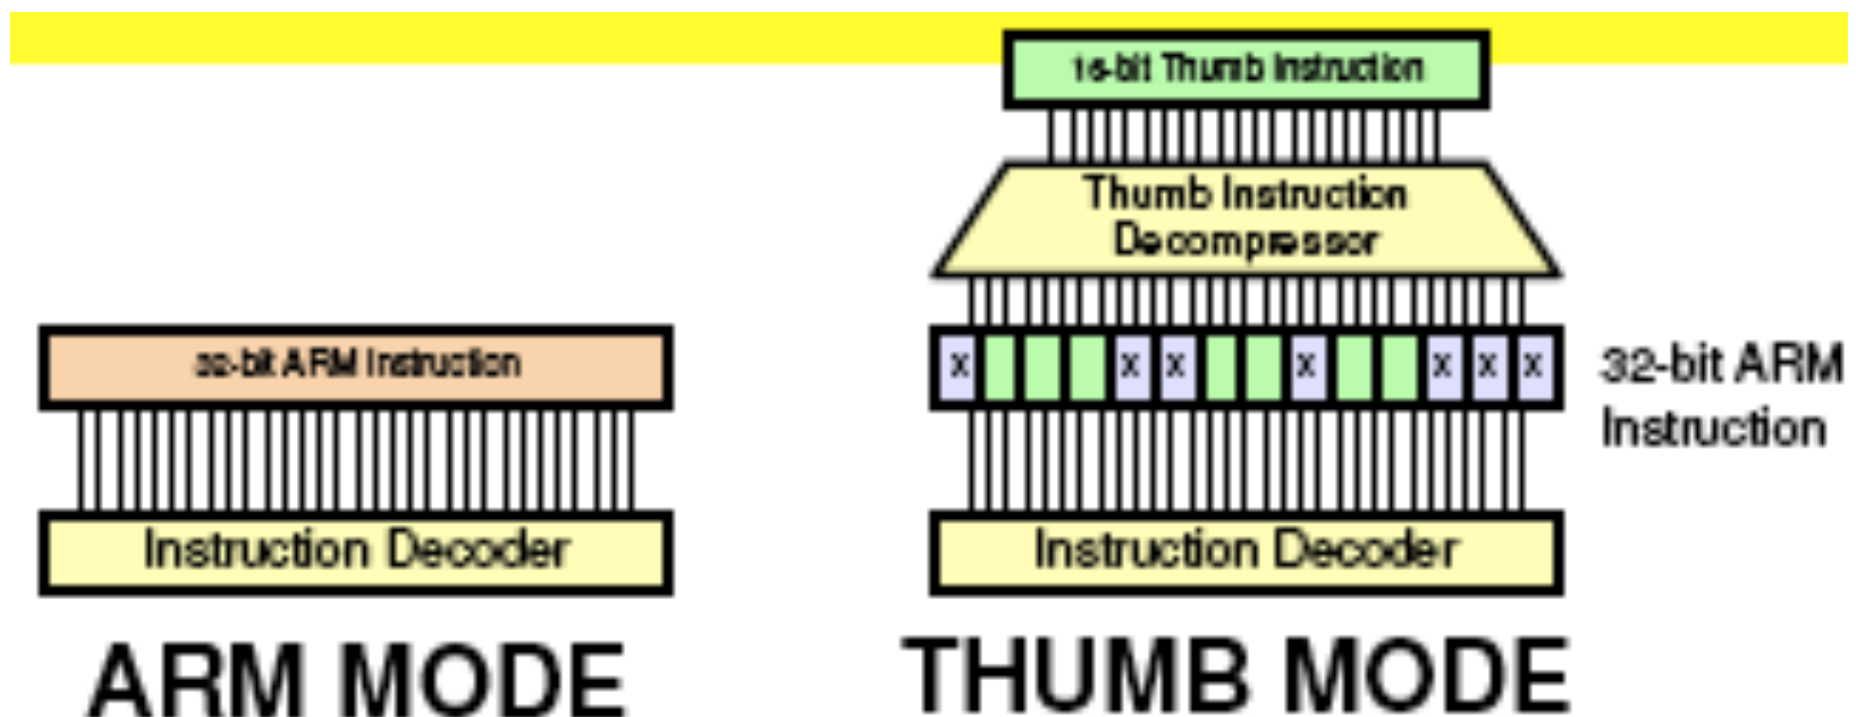 16-bit Thumb Instruction
Thumb Instruction
Decompressor
32-bit ARM Instruction
x x x x x x x
32-bit ARM
Instruction
Instruction Decoder
Instruction Decoder
ARM MODE
THUMB MODE